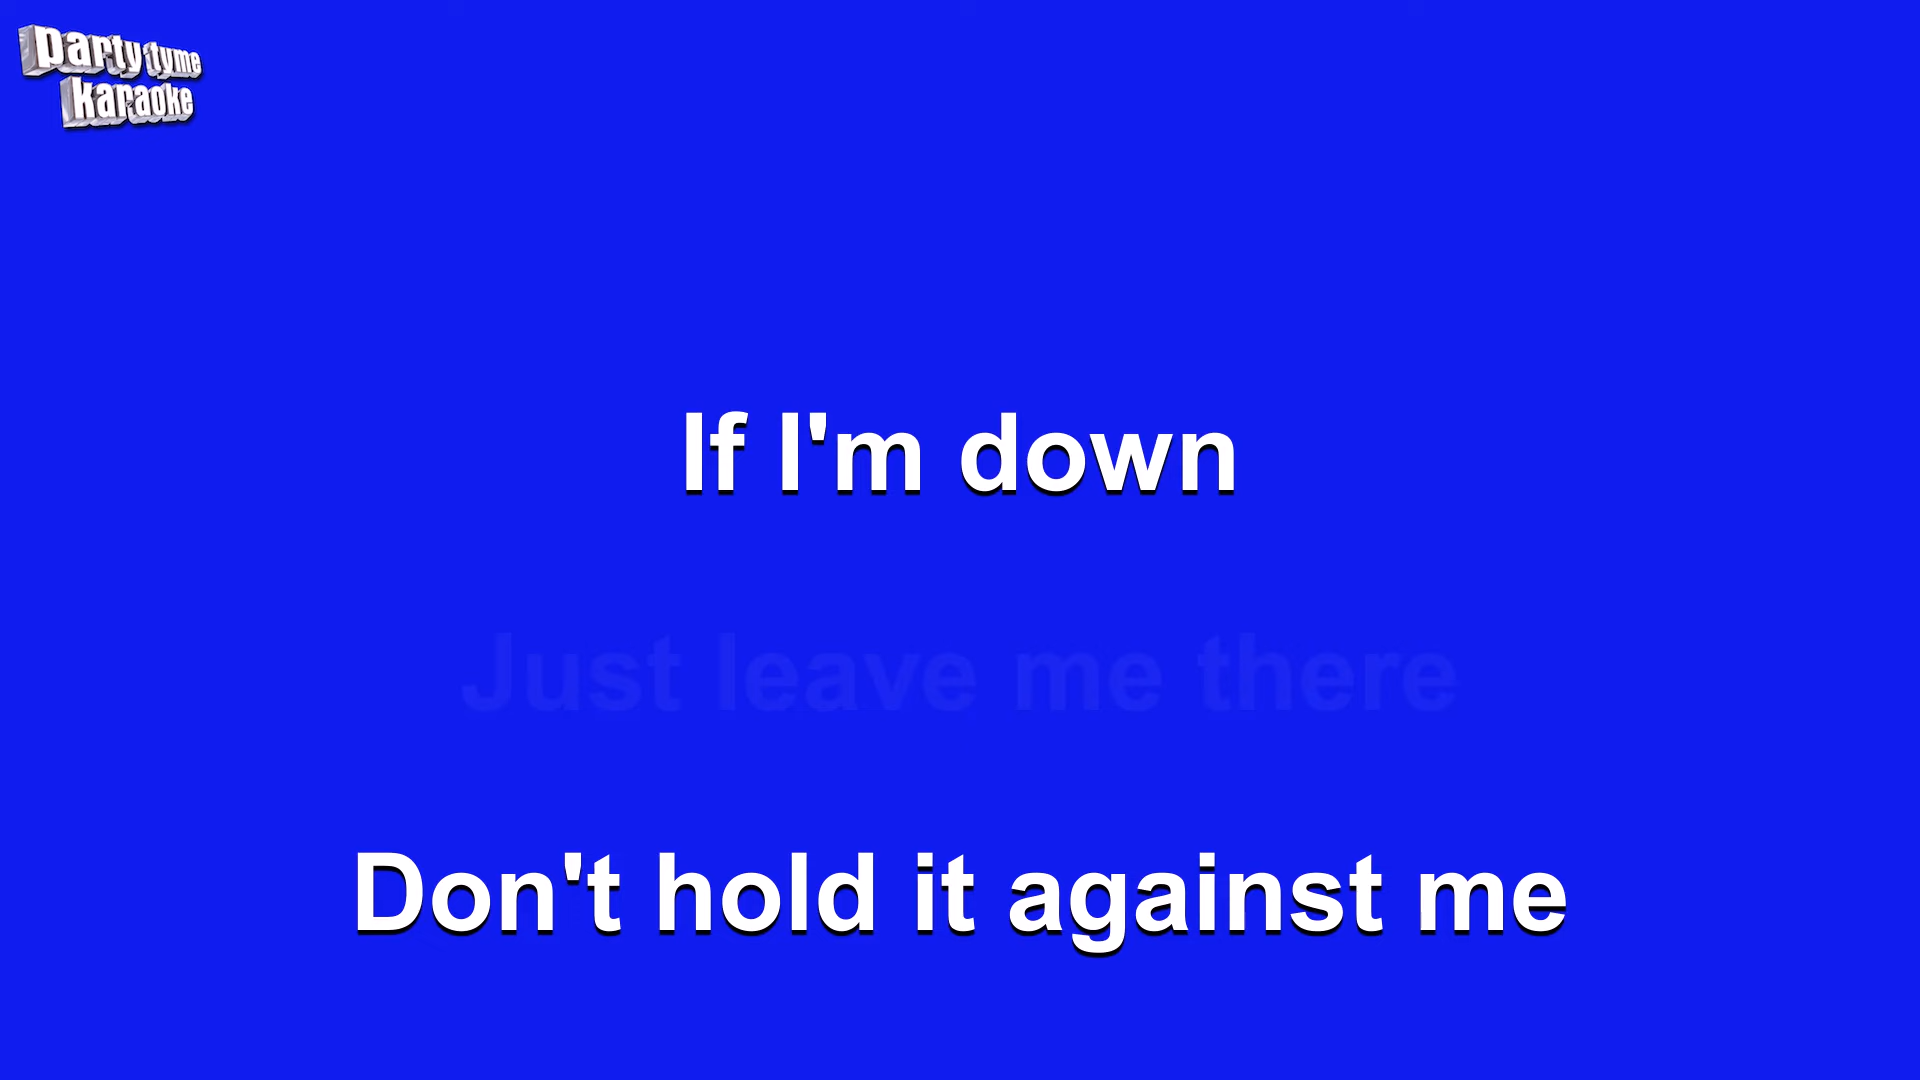 party tyme
karaoke
If I'm down
Just leave me there
Don't hold it against me